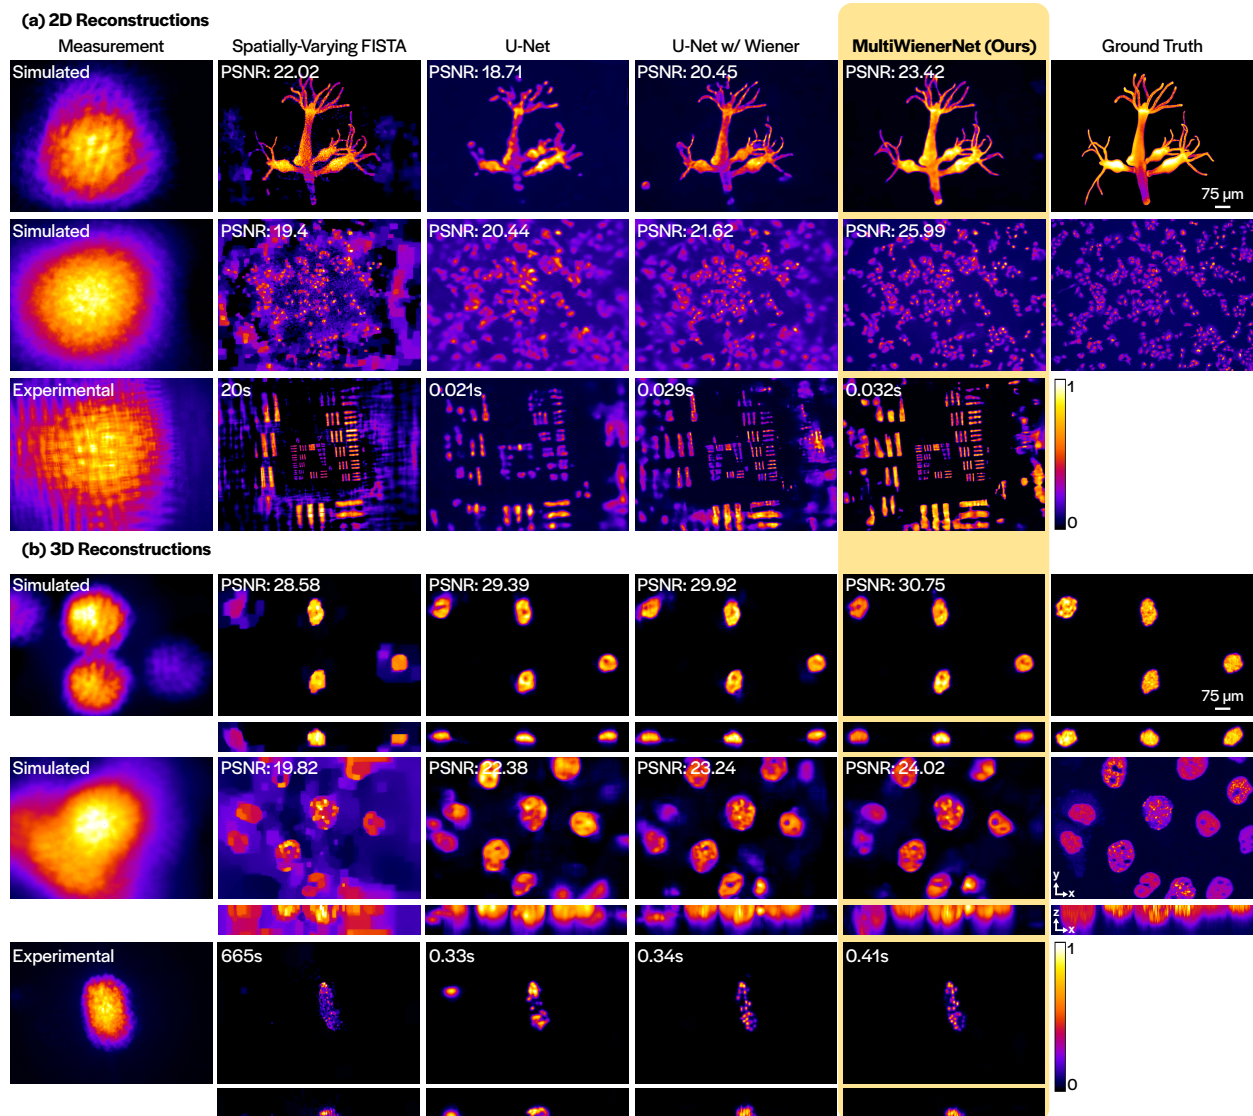 (a) 2D Reconstructions
Measurement Spatially-Varying FISTA U-Net U-Net w/ Wiener MultiWienerNet (Ours) Ground Truth
Simulated PSNR: 22.02 PSNR: 18.71 PSNR: 20.45 PSNR: 23.42
75 µm
Simulated PSNR: 19.4 PSNR: 20.44 PSNR: 21.62 PSNR: 25.99
Experimental 20s 0.021s 0.029s 0.032s 1
0
(b) 3D Reconstructions
Simulated PSNR: 28.58 PSNR: 29.39 PSNR: 29.92 PSNR: 30.75
75 µm
Simulated PSNR: 19.82 PSNR: 22.38 PSNR: 23.24 PSNR: 24.02
y
x
z
x
Experimental 665s 0.33s 0.34s 0.41s 1
0